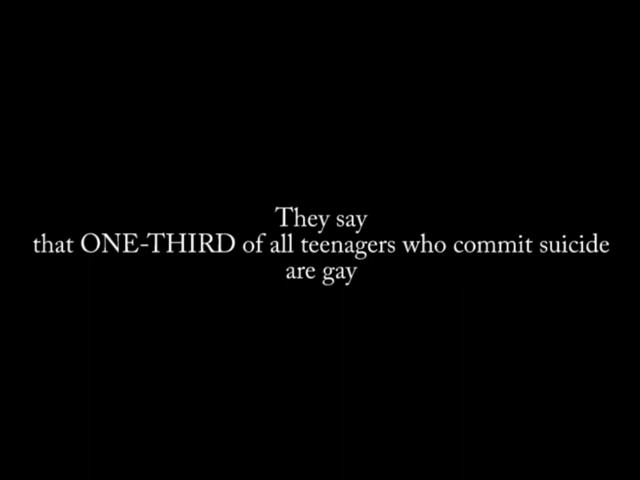 They say
that ONE-THIRD of all teenagers who commit suicide
are gay